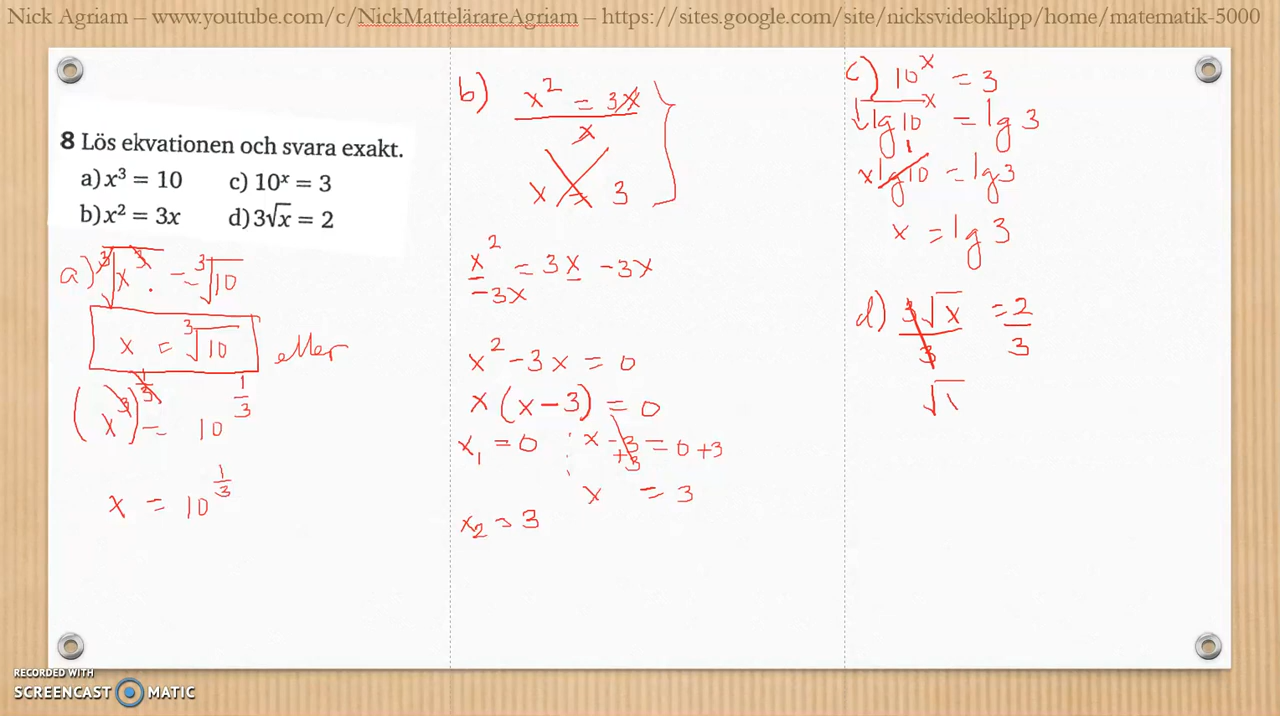 Nick Agriam – www.youtube.com/c/NickMattelärareAgriam – https://sites.google.com/site/nicksvideoklipp/home/matematik-5000
8 Lös ekvationen och svara exakt.
a) x³ = 10 c) 10ˣ = 3
b) x² = 3x d) 3√x = 2
a) ∛x³ = ∛10
x = ∛10 eller
(x³)^(1/3) = 10^(1/3)
x = 10^(1/3)
b) x² = 3x
x
x = 3
x² = 3x - 3x
-3x
x² - 3x = 0
x(x - 3) = 0
x₁ = 0 x - 3 = 0 + 3
+3
x = 3
x₂ = 3
c) 10ˣ = 3
lg 10ˣ = lg 3
x lg 10 = lg 3
x = lg 3
d) 3√x = 2
3 3
RECORDED WITH
SCREENCAST MATIC